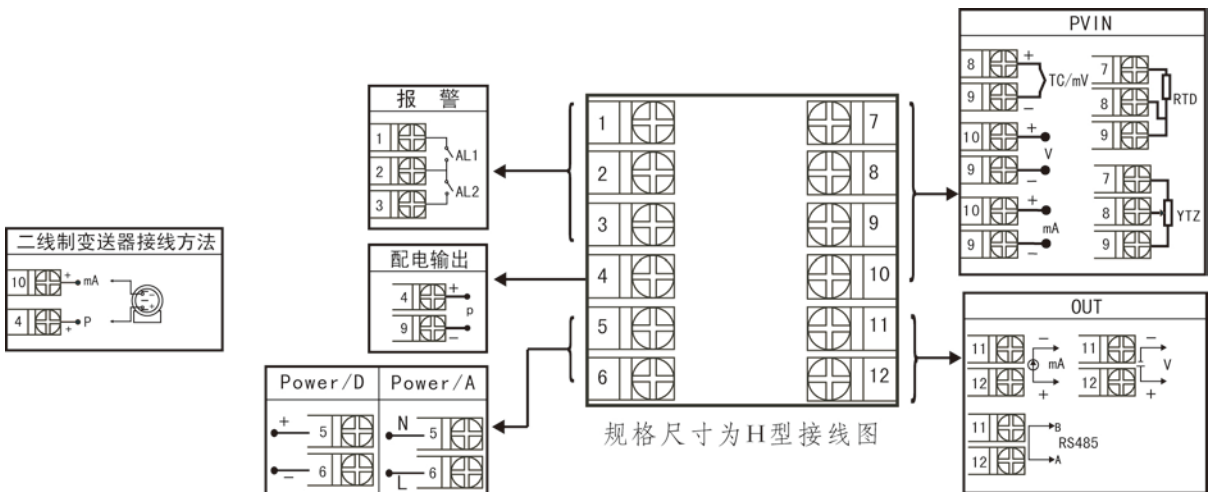 二线制变送器接线方法
10 + mA
4 + P
报 警
1
2
3
AL1
AL2
配电输出
4 +
9 -
p
Power/D
+ 5
- 6
Power/A
N 5
L 6
1
2
3
4
5
6
7
8
9
10
11
12
规格尺寸为H型接线图
PVIN
8 +
9 -
TC/mV
10 +
V
9 -
10 +
mA
9 -
7
8
9
RTD
7
8
9
YTZ
OUT
11 -
mA
12 +
11 -
V
12 +
11 B
RS485
12 A